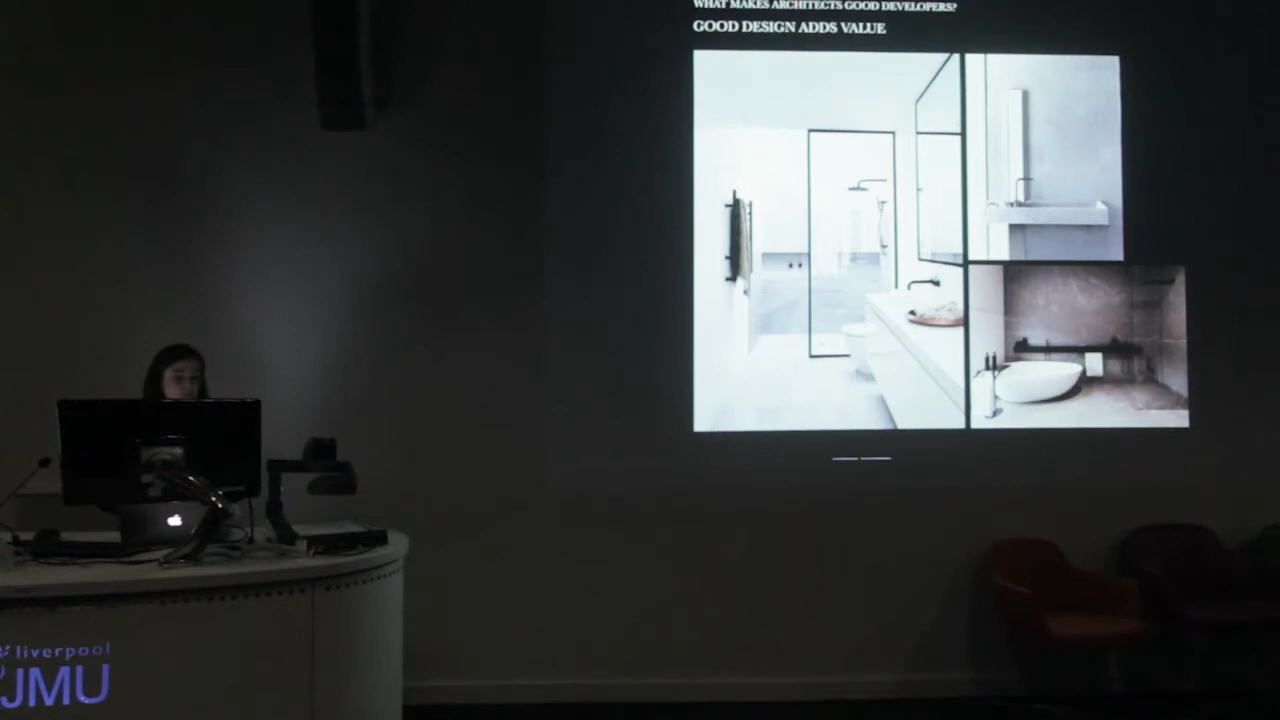 WHAT MAKES ARCHITECTS GOOD DEVELOPERS?
GOOD DESIGN ADDS VALUE
liverpool
JMU